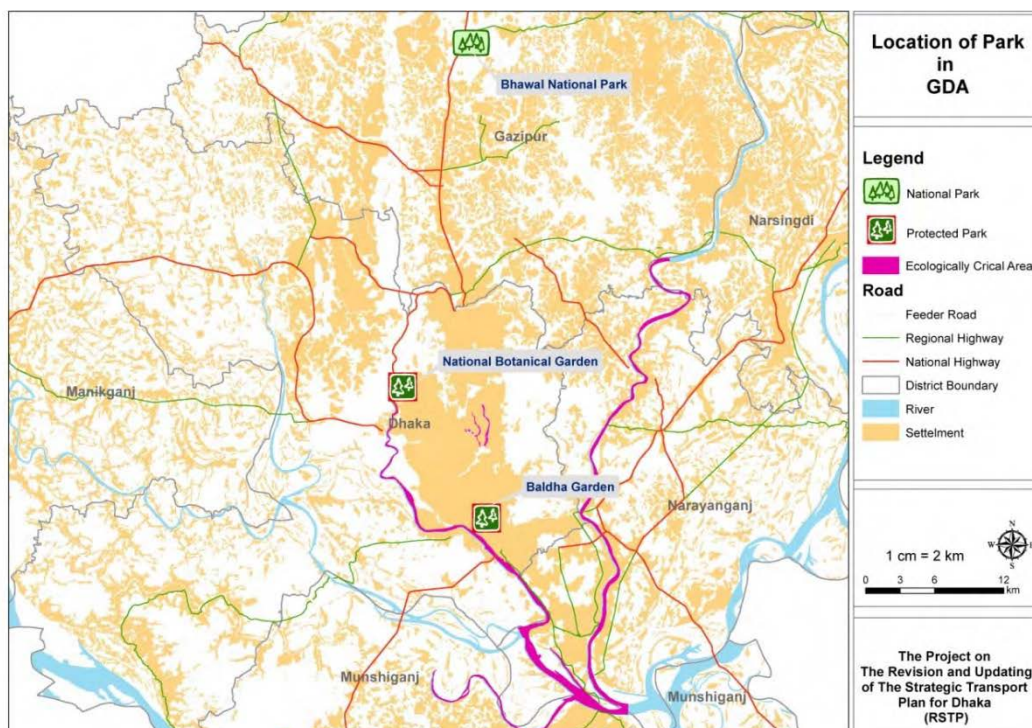 Bhawal National Park
Gazipur
Narsingdi
National Botanical Garden
Manikganj
Dhaka
Baldha Garden
Narayanganj
Munshiganj
Munshiganj
Location of Park
in
GDA
Legend
National Park
Protected Park
Ecologically Crical Area
Road
Feeder Road
Regional Highway
National Highway
District Boundary
River
Settelment
1 cm = 2 km
N
W
E
S
0 3 6 12
km
The Project on
The Revision and Updating
of The Strategic Transport
Plan for Dhaka
(RSTP)